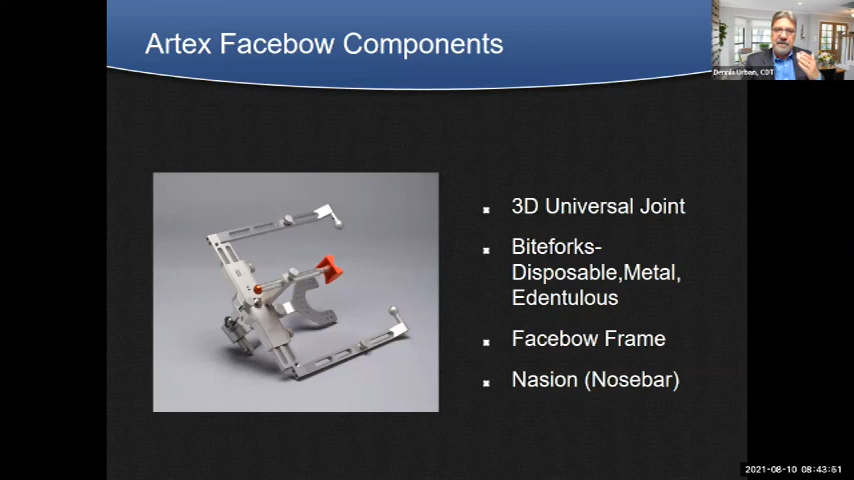 Artex Facebow Components
Dennis Urban, CDT
3D Universal Joint
Biteforks-
Disposable,Metal,
Edentulous
Facebow Frame
Nasion (Nosebar)
2021-08-10 08:43:51